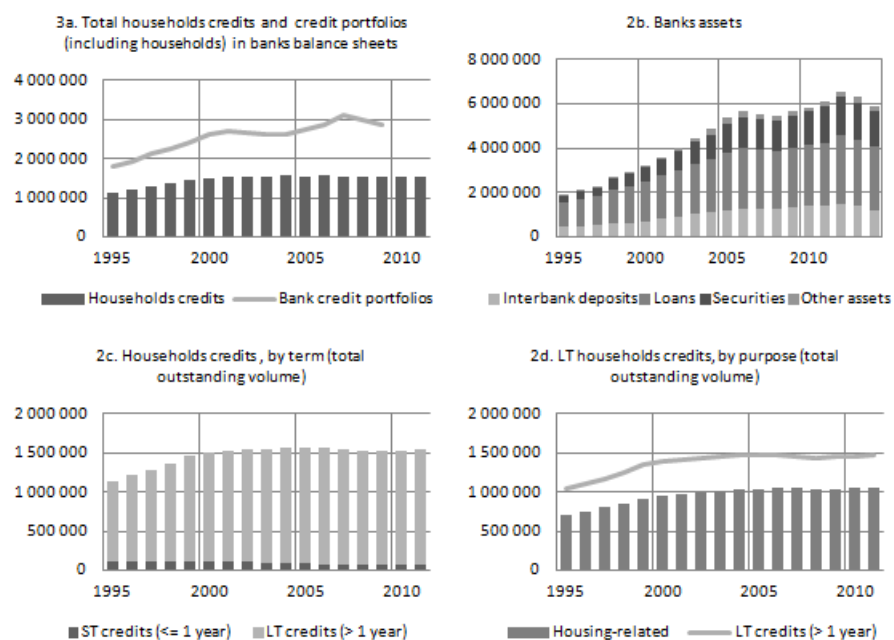 3a. Total households credits and credit portfolios
(including households) in banks balance sheets
4 000 000
3 000 000
2 000 000
1 000 000
0
1995 2000 2005 2010
Households credits Bank credit portfolios
2b. Banks assets
8 000 000
6 000 000
4 000 000
2 000 000
0
1995 2000 2005 2010
Interbank deposits Loans Securities Other assets
2c. Households credits , by term (total
outstanding volume)
2 000 000
1 500 000
1 000 000
500 000
0
1995 2000 2005 2010
ST credits (<= 1 year) LT credits (> 1 year)
2d. LT households credits, by purpose (total
outstanding volume)
2 000 000
1 500 000
1 000 000
500 000
0
1995 2000 2005 2010
Housing-related LT credits (> 1 year)